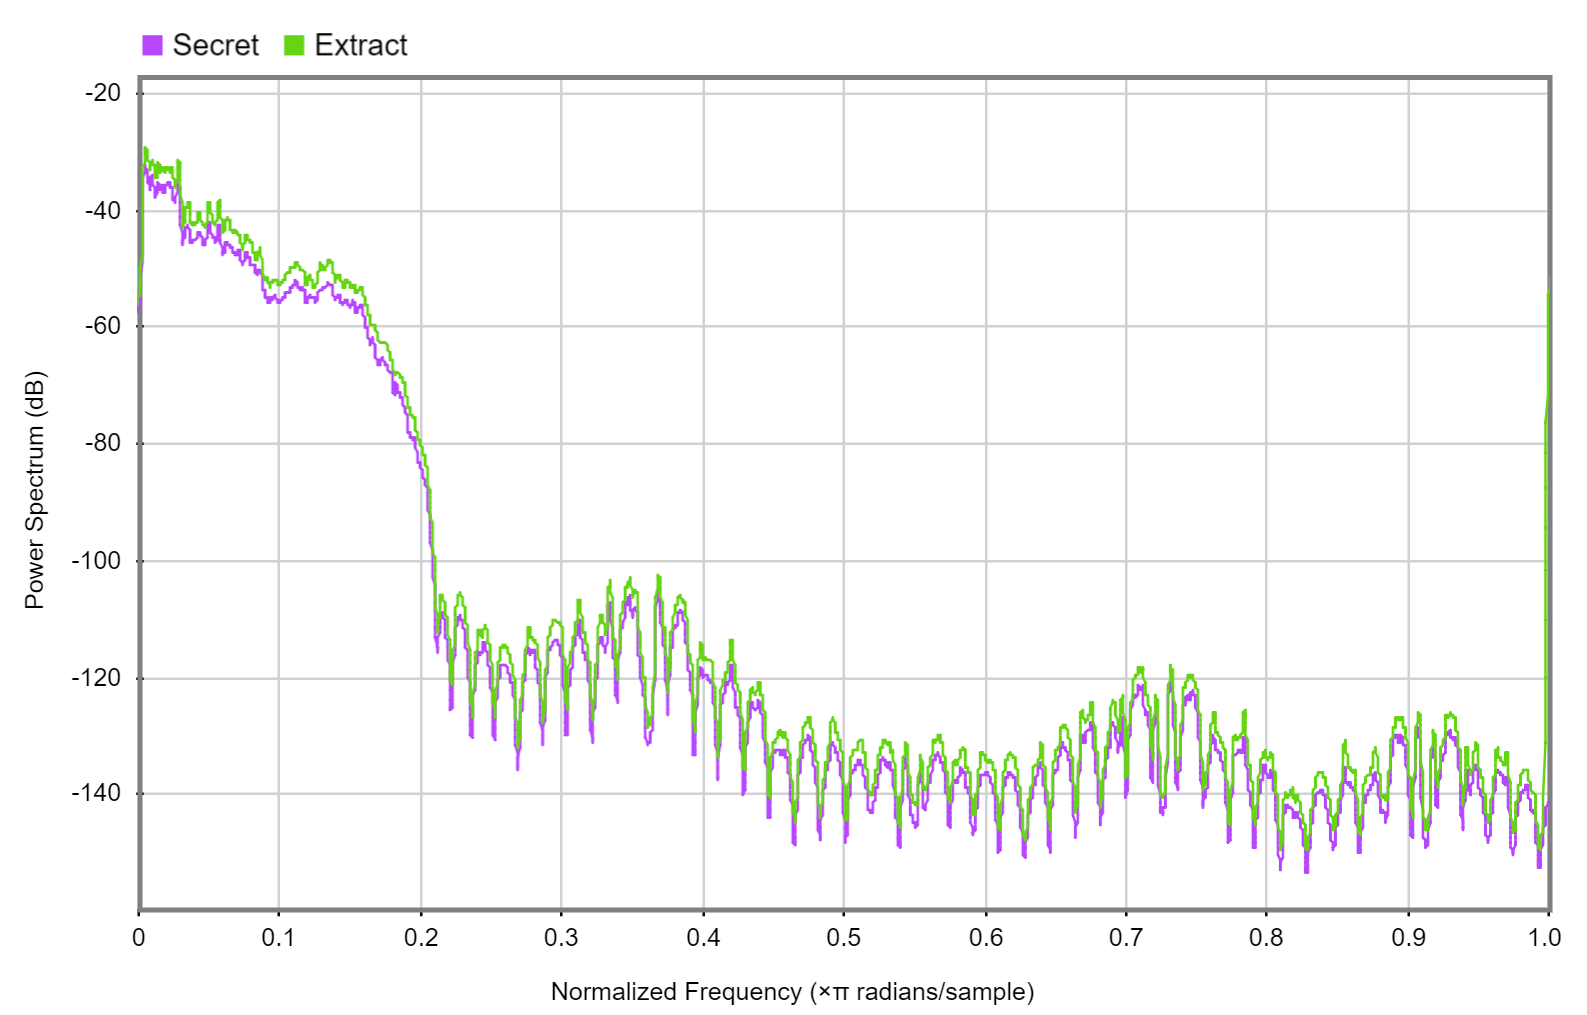 Secret Extract
-20
-40
-60
-80
-100
-120
-140
Power Spectrum (dB)
0 0.1 0.2 0.3 0.4 0.5 0.6 0.7 0.8 0.9 1.0
Normalized Frequency (×π radians/sample)